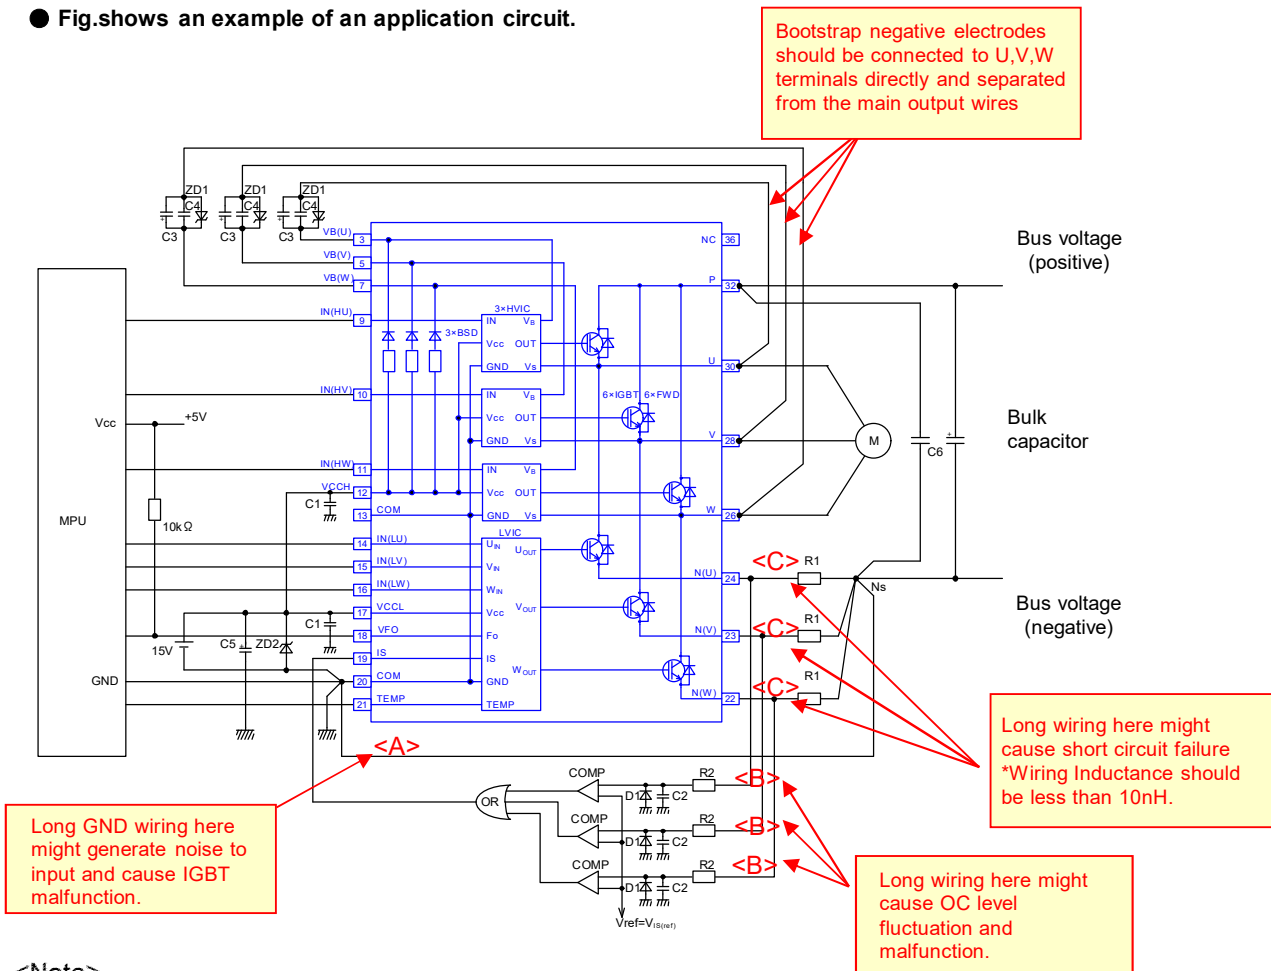 ● Fig.shows an example of an application circuit.
Bootstrap negative electrodes
should be connected to U,V,W
terminals directly and separated
from the main output wires
ZD1
ZD1
ZD1
C4
C4
C4
C3
C3
C3
VB(U)
3
VB(V)
5
VB(W)
7
NC 36
P
32
Bus voltage
(positive)
IN(HU)
9
3×HVIC
IN VB
3×BSD
Vcc OUT
GND Vs
U
30
IN(HV)
10
IN VB
6×IGBT 6×FWD
Vcc OUT
GND Vs
V
28
M
C6
Bulk
capacitor
Vcc
+5V
IN(HW)
11
IN VB
VCCH
12
Vcc OUT
C1
COM
13
GND Vs
W
26
MPU
10kΩ
LVIC
IN(LU)
14
UIN
UOUT
IN(LV)
15
VIN
IN(LW)
16
WIN
VCCL
17
Vcc
VOUT
C1
VFO
18
Fo
15V
C5
ZD2
IS
19
IS
WOUT
GND
COM
20
GND
TEMP
21
TEMP
N(U)
24
<C>
R1
Ns
N(V)
23
<C>
R1
N(W)
22
<C>
R1
Bus voltage
(negative)
Long wiring here might
cause short circuit failure
*Wiring Inductance should
be less than 10nH.
<A>
Long GND wiring here
might generate noise to
input and cause IGBT
malfunction.
OR
COMP
D1
C2
R2
<B>
COMP
D1
C2
R2
<B>
COMP
D1
C2
R2
<B>
Vref=VIS(ref)
Long wiring here might
cause OC level
fluctuation and
malfunction.
<Note>